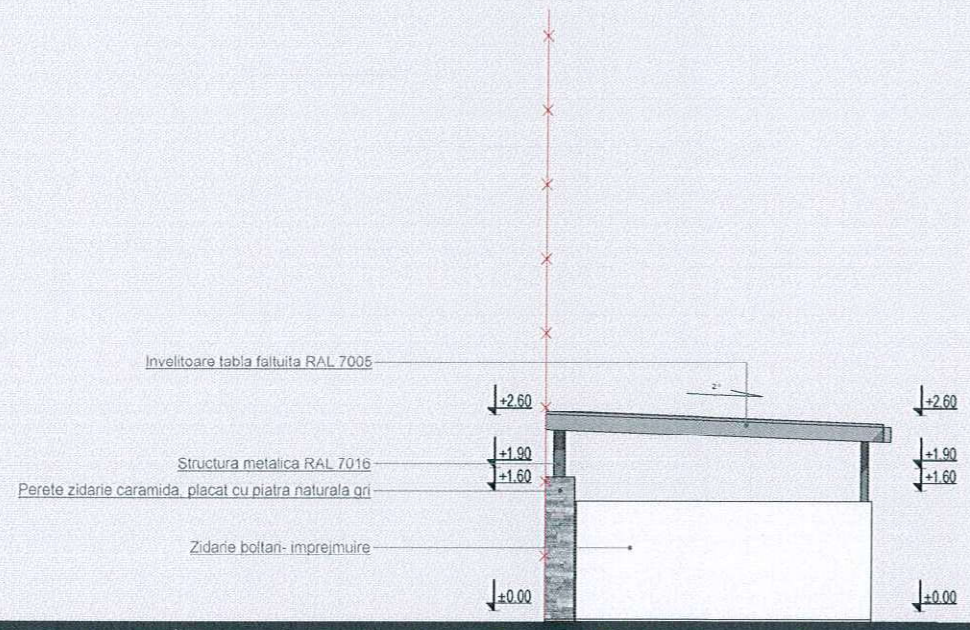 Invelitoare tabla faltuita RAL 7005
2°
+2.60
+2.60
+1.90
+1.90
Structura metalica RAL 7016
+1.60
+1.60
Perete zidarie caramida, placat cu piatra naturala gri
Zidarie boltari- imprejmuire
±0.00
±0.00